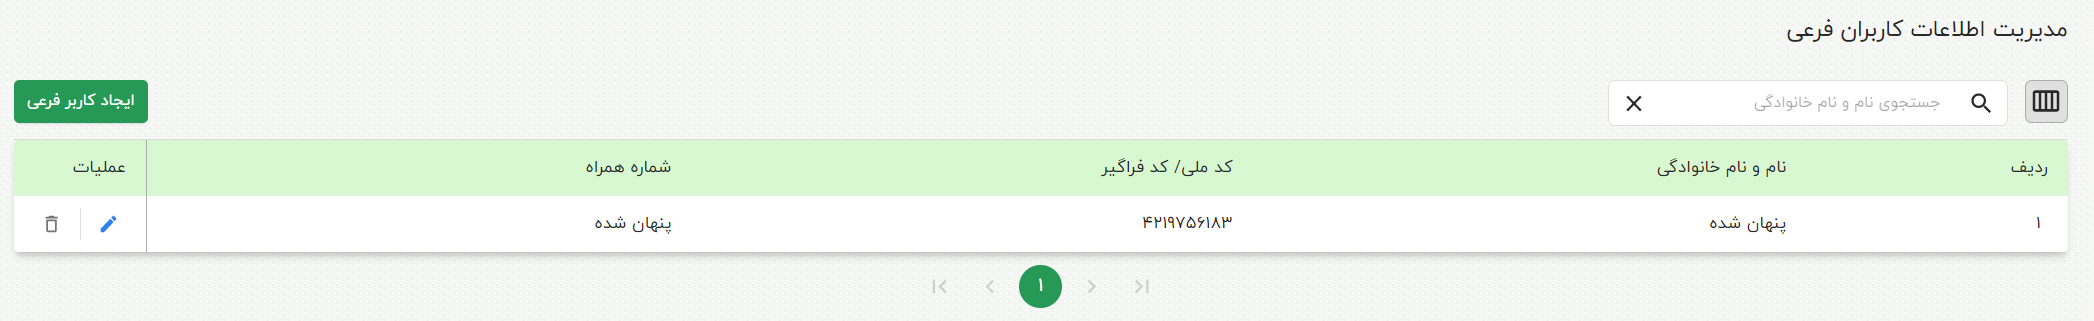 مدیریت اطلاعات کاربران فرعی
جستجوی نام و نام خانوادگی
ایجاد کاربر فرعی
ردیف نام و نام خانوادگی کد ملی/ کد فراگیر شماره همراه عملیات
۱ پنهان شده ۴۲۱۹۷۵۶۱۸۳ پنهان شده
۱